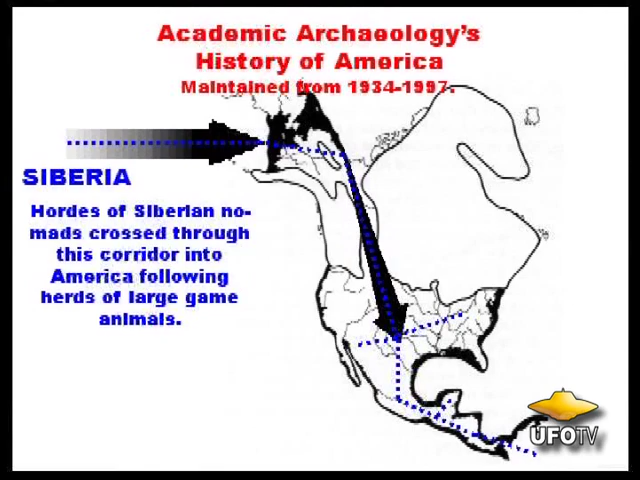 Academic Archaeology's
History of America
Maintained from 1934-1997.
SIBERIA
Hordes of Siberian no-
mads crossed through
this corridor into
America following
herds of large game
animals.
UFOTV